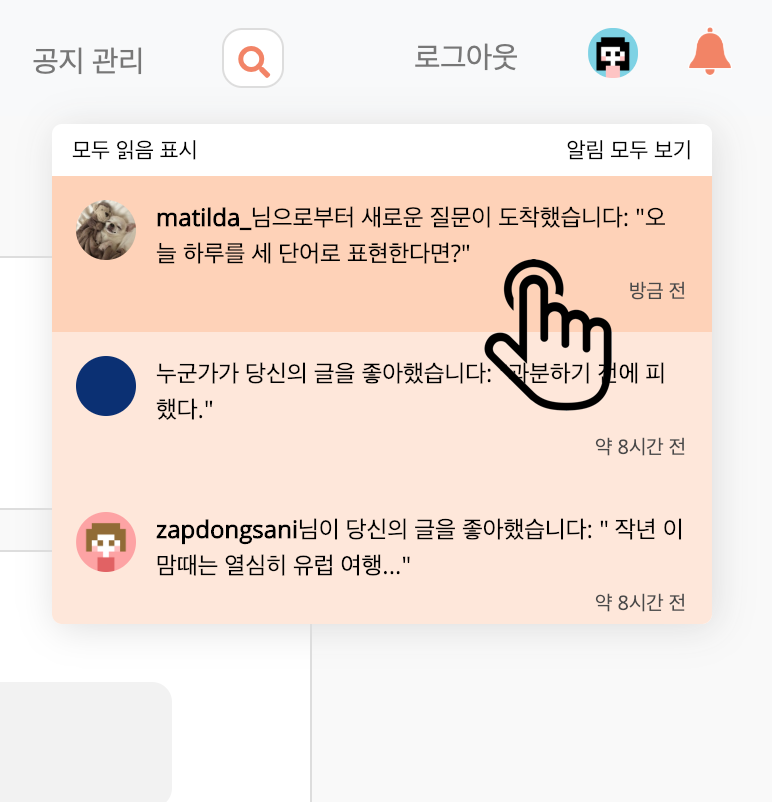 공지 관리
로그아웃
모두 읽음 표시
알림 모두 보기
matilda_님으로부터 새로운 질문이 도착했습니다: "오
늘 하루를 세 단어로 표현한다면?"
방금 전
누군가가 당신의 글을 좋아했습니다: "과분하기 전에 피
했다."
약 8시간 전
zapdongsani님이 당신의 글을 좋아했습니다: " 작년 이
맘때는 열심히 유럽 여행..."
약 8시간 전